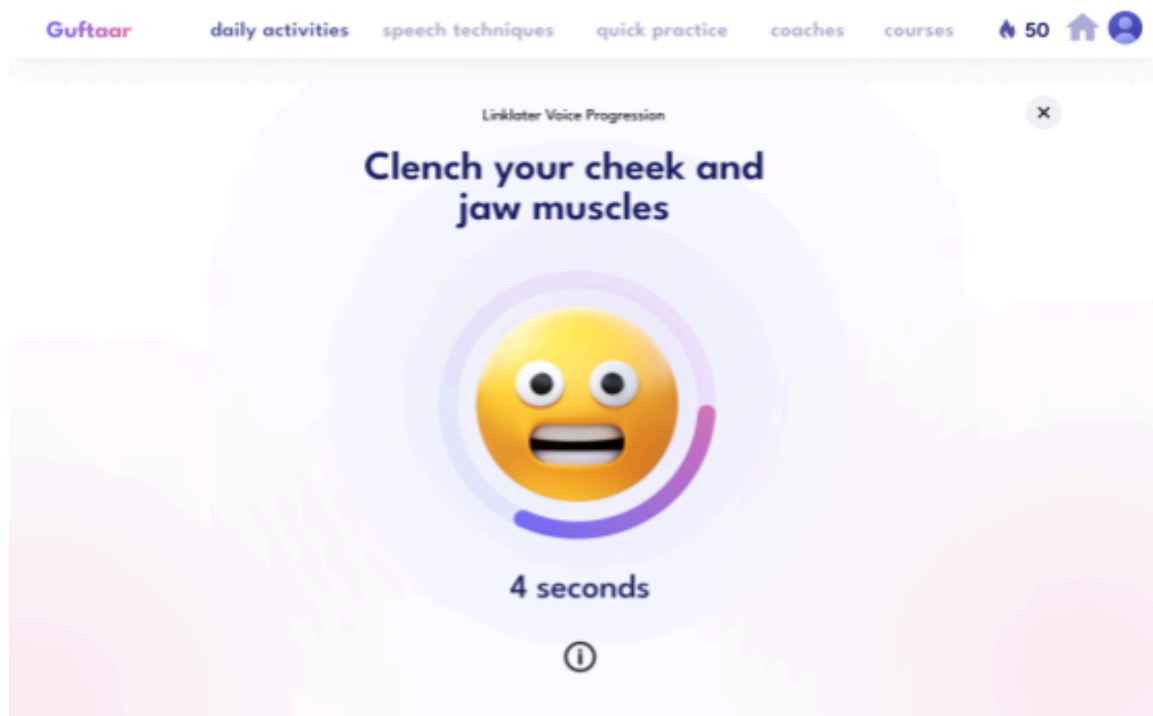 Guftaar daily activities speech techniques quick practice coaches courses 50
Linklater Voice Progression
Clench your cheek and
jaw muscles
4 seconds